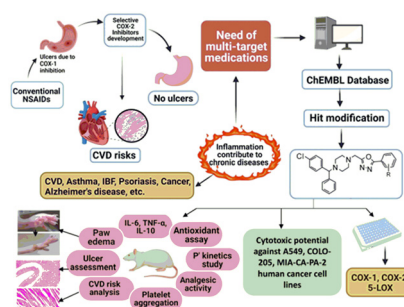 Selective
COX-2
Inhibitors
development
Ulcers due to
COX-1
inhibition
Conventional
NSAIDs
No ulcers
CVD risks
Need of
multi-target
medications
ChEMBL Database
Hit modification
Inflammation
contribute to
chronic diseases
CVD, Asthma, IBF, Psoriasis, Cancer,
Alzheimer's disease, etc.
Cl
N
N
O
N-N
R
IL-6, TNF-α,
IL-10
Paw
edema
Antioxidant
assay
Ulcer
assessment
P' kinetics
study
CVD risk
analysis
Analgesic
activity
Platelet
aggregation
Cytotoxic potential
against A549, COLO-
205, MIA-CA-PA-2
human cancer cell
lines
COX-1, COX-2
5-LOX